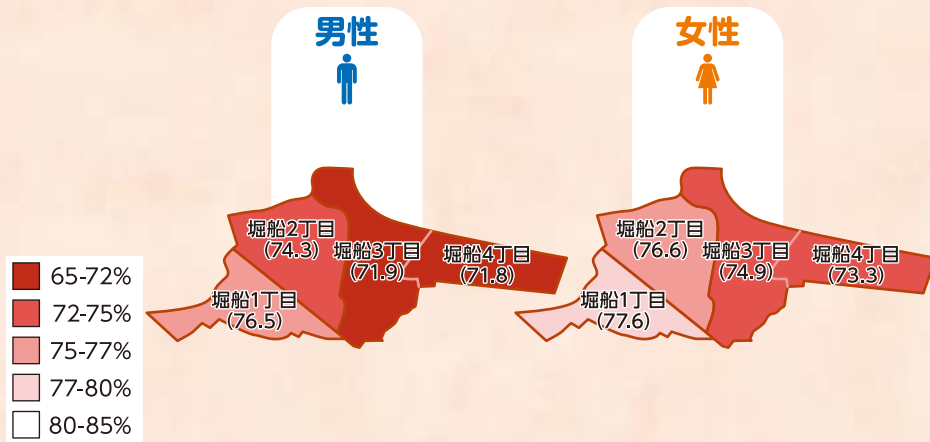 男性
堀船2丁目
(74.3)
堀船3丁目
(71.9)
堀船4丁目
(71.8)
堀船1丁目
(76.5)
女性
堀船2丁目
(76.6)
堀船3丁目
(74.9)
堀船4丁目
(73.3)
堀船1丁目
(77.6)
65-72%
72-75%
75-77%
77-80%
80-85%